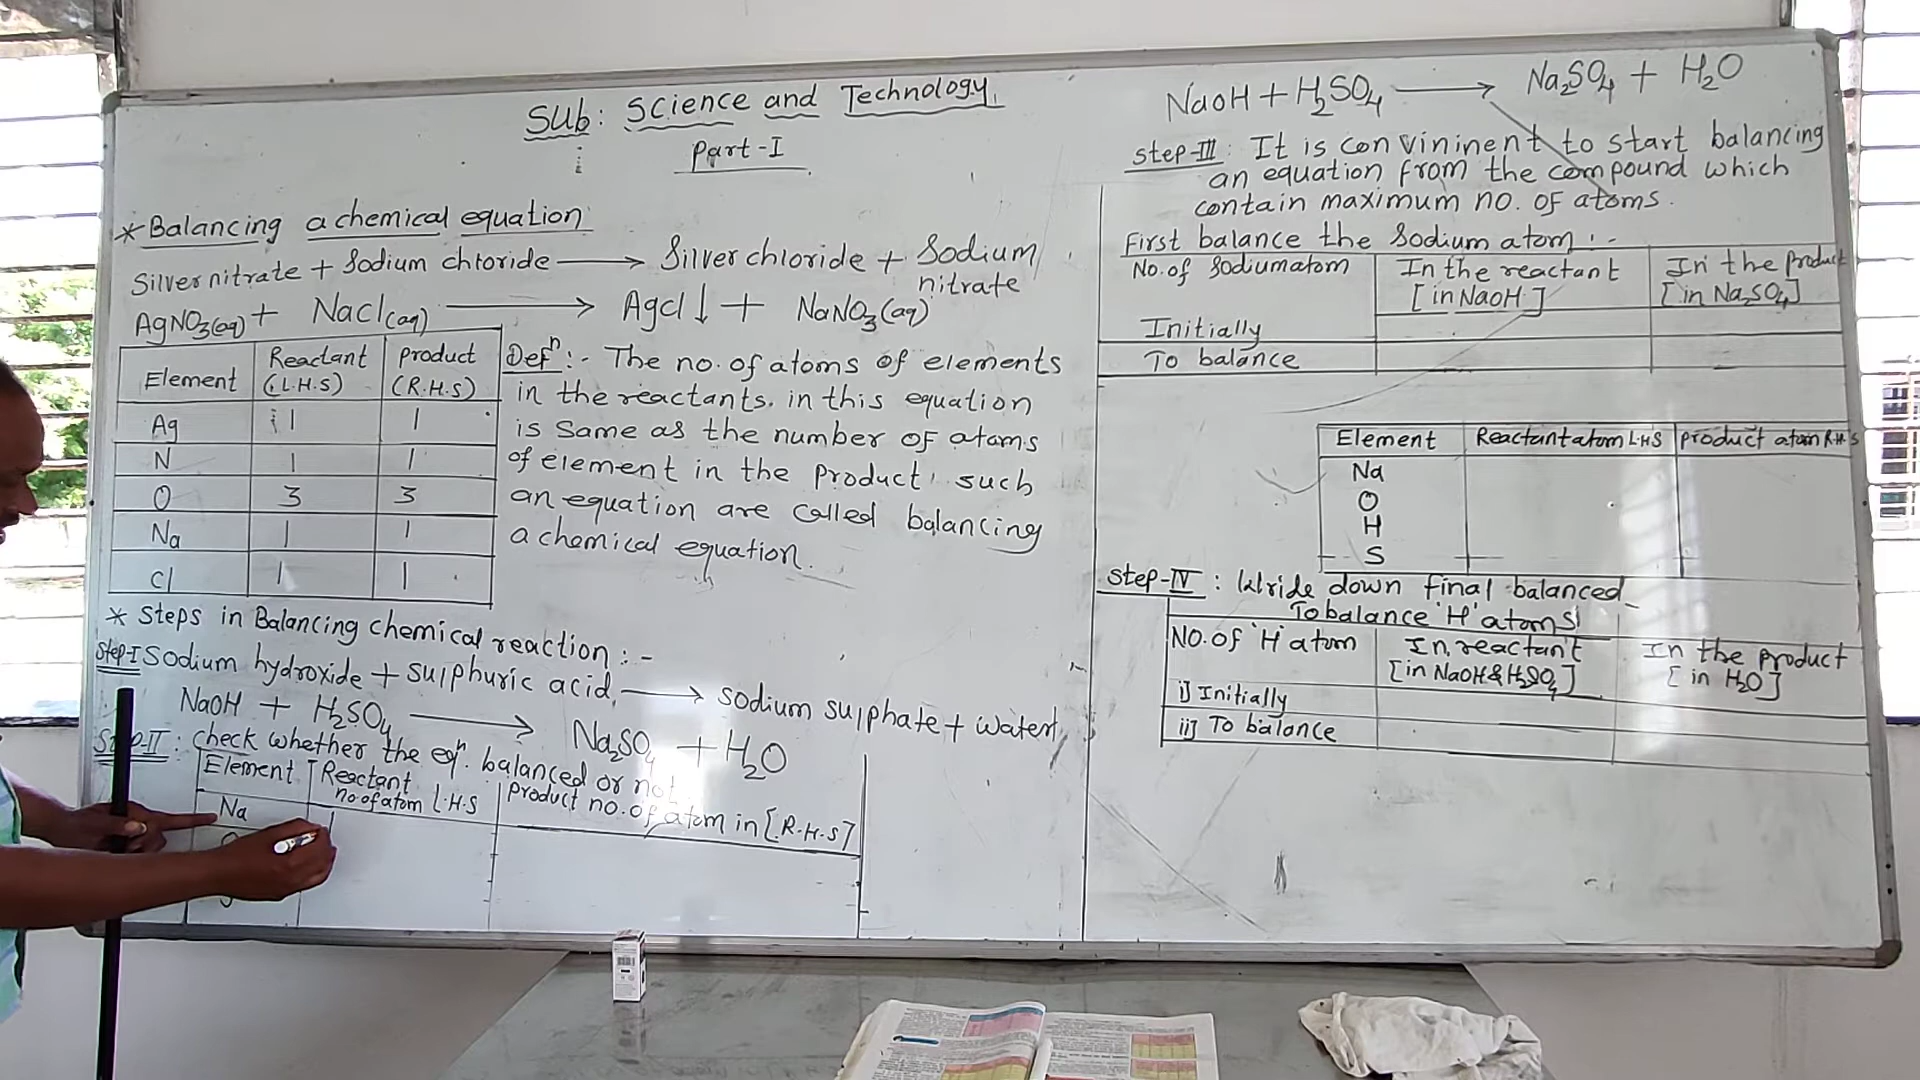 Sub: Science and Technology
Part-I
* Balancing a chemical equation
Silver nitrate + Sodium chloride ⟶ Silver chloride + Sodium nitrate
AgNO3(aq) + NaCl(aq) ⟶ Agcl↓ + NaNO3(aq)
Element Reactant (L.H.S) Product (R.H.S)
Ag 1 1
N 1 1
O 3 3
Na 1 1
cl 1 1
Defn:- The no. of atoms of elements
in the reactants. in this equation
is same as the number of atoms
of element in the product, such
an equation are called balancing
a chemical equation.
* Steps in Balancing chemical reaction:-
Step-I Sodium hydroxide + sulphuric acid ⟶ sodium sulphate + water
NaOH + H2SO4 ⟶ Na2SO4 + H2O
Step-II: check whether the eqn. balanced or not
Element Reactant no. of atom L.H.S product no. of atom in [R.H.S]
Na 1
NaOH + H2SO4 ⟶ Na2SO4 + H2O
Step-III: It is convininent to start balancing
an equation from the compound which
contain maximum no. of atoms.
First balance the Sodium atom:-
No. of Sodium atom In the reactant [in NaOH] In the product [in Na2SO4]
Initially
To balance
Element Reactant atom L.H.S product atom R.H.S
Na
O
H
S
Step-IV: Wride down final balanced
To balance 'H' atoms
NO. of 'H' atom In reactant [in NaOH & H2SO4] In the product [in H2O]
i] Initially
ii] To balance